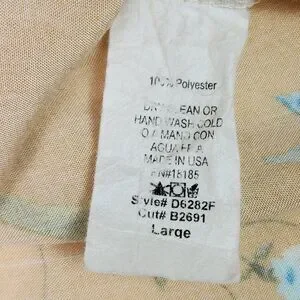 100% Polyester
DRY CLEAN OR
HAND WASH COLD
O A MANO CON
AGUA FRIA
MADE IN USA
RN#18185
Style# D6282F
Cut# B2691
Large